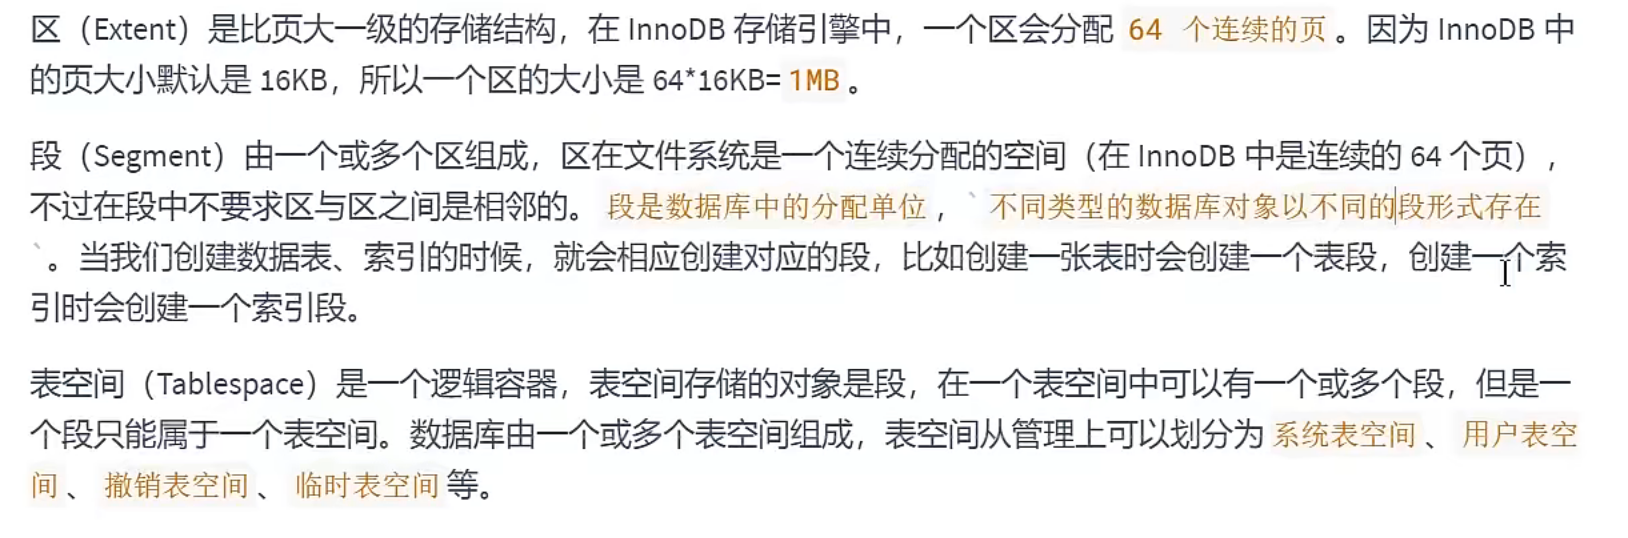 区（Extent）是比页大一级的存储结构，在 InnoDB 存储引擎中，一个区会分配 64 个连续的页。因为 InnoDB 中
的页大小默认是 16KB，所以一个区的大小是 64*16KB=1MB。
段（Segment）由一个或多个区组成，区在文件系统是一个连续分配的空间（在 InnoDB 中是连续的 64 个页），
不过在段中不要求区与区之间是相邻的。 段是数据库中的分配单位，`不同类型的数据库对象以不同的段形式存在
`。当我们创建数据表、索引的时候，就会相应创建对应的段，比如创建一张表时会创建一个表段，创建一个索
引时会创建一个索引段。
表空间（Tablespace）是一个逻辑容器，表空间存储的对象是段，在一个表空间中可以有一个或多个段，但是一
个段只能属于一个表空间。数据库由一个或多个表空间组成，表空间从管理上可以划分为 系统表空间、用户表空
间、撤销表空间、临时表空间等。